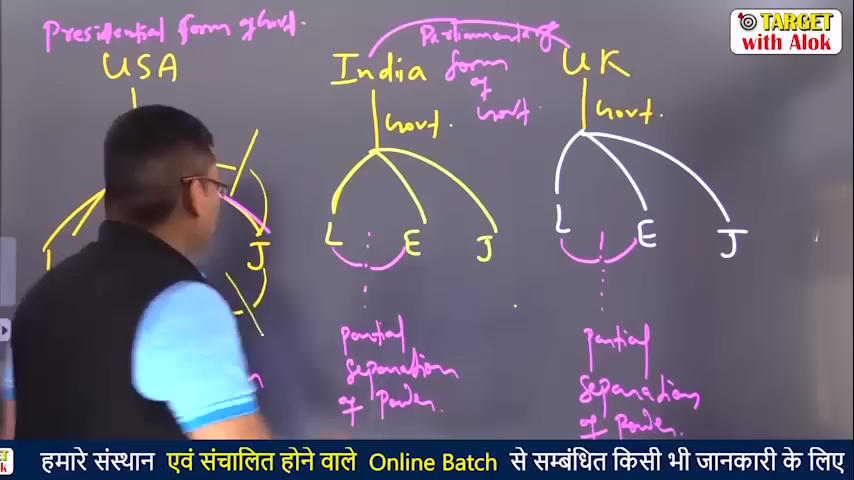 Presidential form of Govt.
USA
J
India
Govt.
L E J
partial
separation
of Power.
Parliamentary
form
of
Govt.
UK
Govt.
L E J
partial
separation
of power.
TARGET
with Alok
हमारे संस्थान एवं संचालित होने वाले Online Batch से सम्बंधित किसी भी जानकारी के लिए